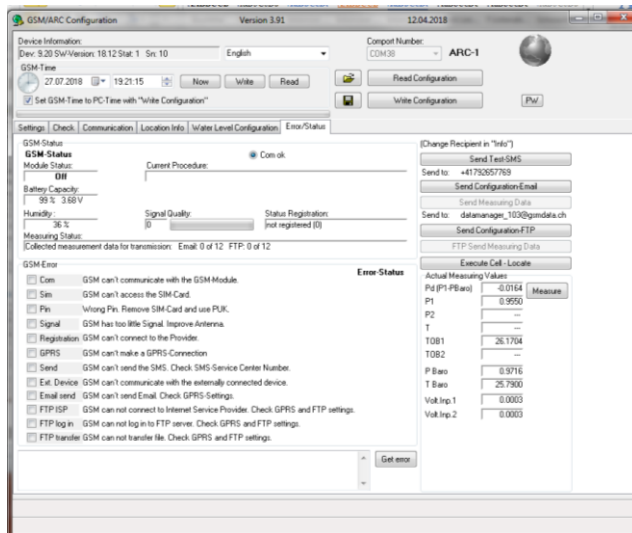 GSM/ARC Configuration Version 3.91 12.04.2018
Device Information: Comport Number:
Dev: 9.20 SW-Version: 18.12 Stat: 1 Sn: 10 English COM38 ARC-1
GSM-Time
27.07.2018 19:21:15 Now Write Read Read Configuration
Set GSM-Time to PC-Time with "Write Configuration" Write Configuration PW
Settings Check Communication Location Info Water Level Configuration Error/Status
GSM-Status
GSM-Status Com ok
Module Status: Current Procedure:
Off
Battery Capacity:
99 % 3.68 V
Humidity: Signal Quality: Status Registration:
36 % 0 not registered (0)
Measuring Status:
Collected measurement data for transmission: Email: 0 of 12 FTP: 0 of 12
GSM-Error
Error-Status
Com GSM can't communicate with the GSM-Module.
Sim GSM can't access the SIM-Card.
Pin Wrong Pin. Remove SIM-Card and use PUK.
Signal GSM has too little Signal. Improve Antenna.
Registration GSM can't connect to the Provider.
GPRS GSM can't make a GPRS-Connection
Send GSM can't send the SMS. Check SMS-Service Center Number.
Ext. Device GSM can't communicate with the externally connected device.
Email send GSM can't send Email. Check GPRS-Settings.
FTP ISP GSM can not connect to Internet Service Provider. Check GPRS and FTP settings.
FTP log in GSM can not log in to FTP server. Check GPRS and FTP settings.
FTP transfer GSM can not transfer file. Check GPRS and FTP settings.
Get error
(Change Recipient in "Info")
Send Test-SMS
Send to: +41792657769
Send Configuration-Email
Send Measuring Data
Send to: datamanager_103@gsmdata.ch
Send Configuration-FTP
FTP Send Measuring Data
Execute Cell - Locate
Actual Measuring Values
Pd (P1-PBaro) -0.0164 Measure
P1 0.9550
P2 ---
T ---
TOB1 26.1704
TOB2 ---
P Baro 0.9716
T Baro 25.7900
Volt.Inp.1 0.0003
Volt.Inp.2 0.0003